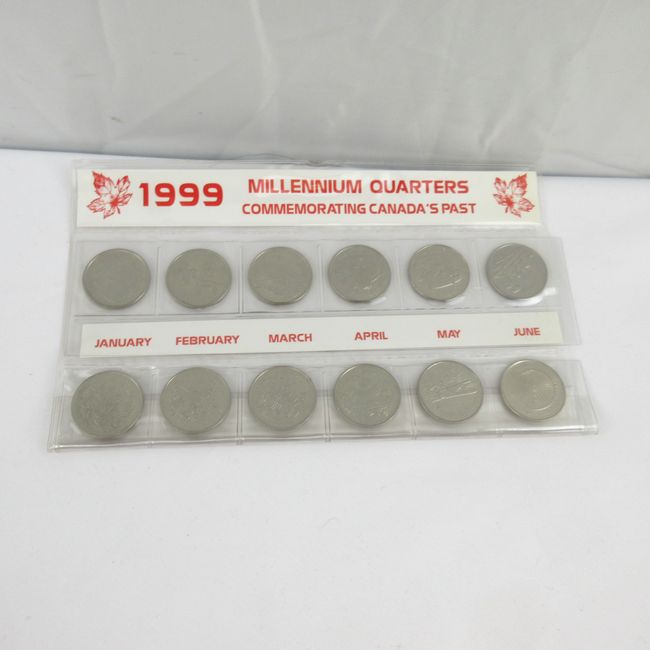 1999 MILLENNIUM QUARTERS
COMMEMORATING CANADA'S PAST
JANUARY FEBRUARY MARCH APRIL MAY JUNE